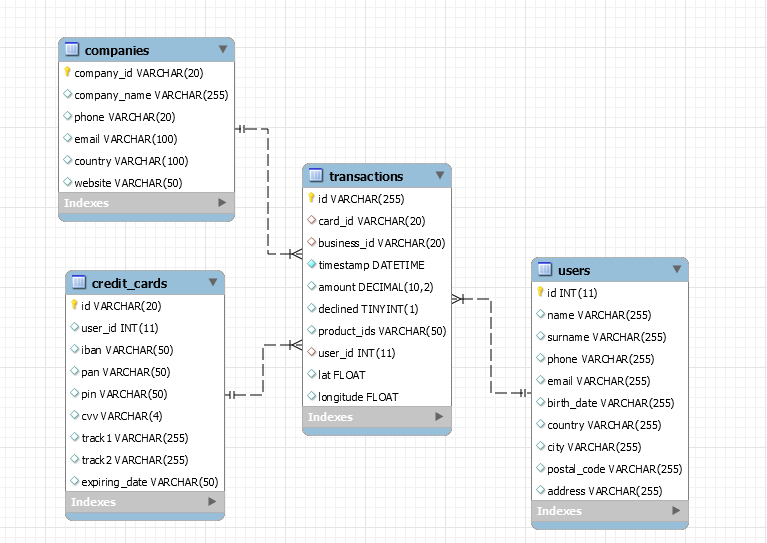 companies
company_id VARCHAR(20)
company_name VARCHAR(255)
phone VARCHAR(20)
email VARCHAR(100)
country VARCHAR(100)
website VARCHAR(50)
Indexes
transactions
id VARCHAR(255)
card_id VARCHAR(20)
business_id VARCHAR(20)
timestamp DATETIME
amount DECIMAL(10,2)
declined TINYINT(1)
product_ids VARCHAR(50)
user_id INT(11)
lat FLOAT
longitude FLOAT
Indexes
credit_cards
id VARCHAR(20)
user_id INT(11)
iban VARCHAR(50)
pan VARCHAR(50)
pin VARCHAR(50)
cvv VARCHAR(4)
track1 VARCHAR(255)
track2 VARCHAR(255)
expiring_date VARCHAR(50)
Indexes
users
id INT(11)
name VARCHAR(255)
surname VARCHAR(255)
phone VARCHAR(255)
email VARCHAR(255)
birth_date VARCHAR(255)
country VARCHAR(255)
city VARCHAR(255)
postal_code VARCHAR(255)
address VARCHAR(255)
Indexes